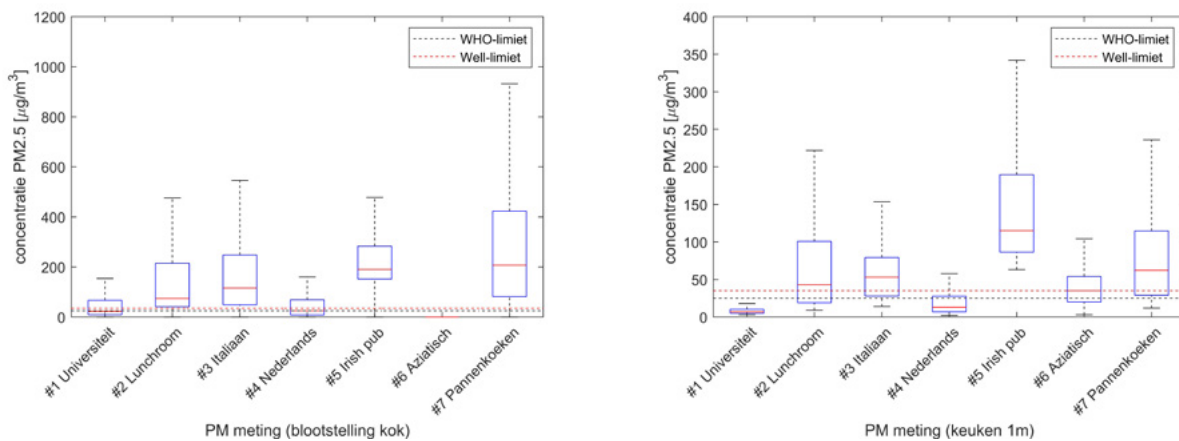 1200
1000
800
600
400
200
0
concentratie PM2.5 [μg/m³]
WHO-limiet
Well-limiet
#1 Universiteit
#2 Lunchroom
#3 Italiaan
#4 Nederlands
#5 Irish pub
#6 Aziatisch
#7 Pannenkoeken
PM meting (blootstelling kok)
400
350
300
250
200
150
100
50
0
concentratie PM2.5 [μg/m³]
WHO-limiet
Well-limiet
#1 Universiteit
#2 Lunchroom
#3 Italiaan
#4 Nederlands
#5 Irish pub
#6 Aziatisch
#7 Pannenkoeken
PM meting (keuken 1m)